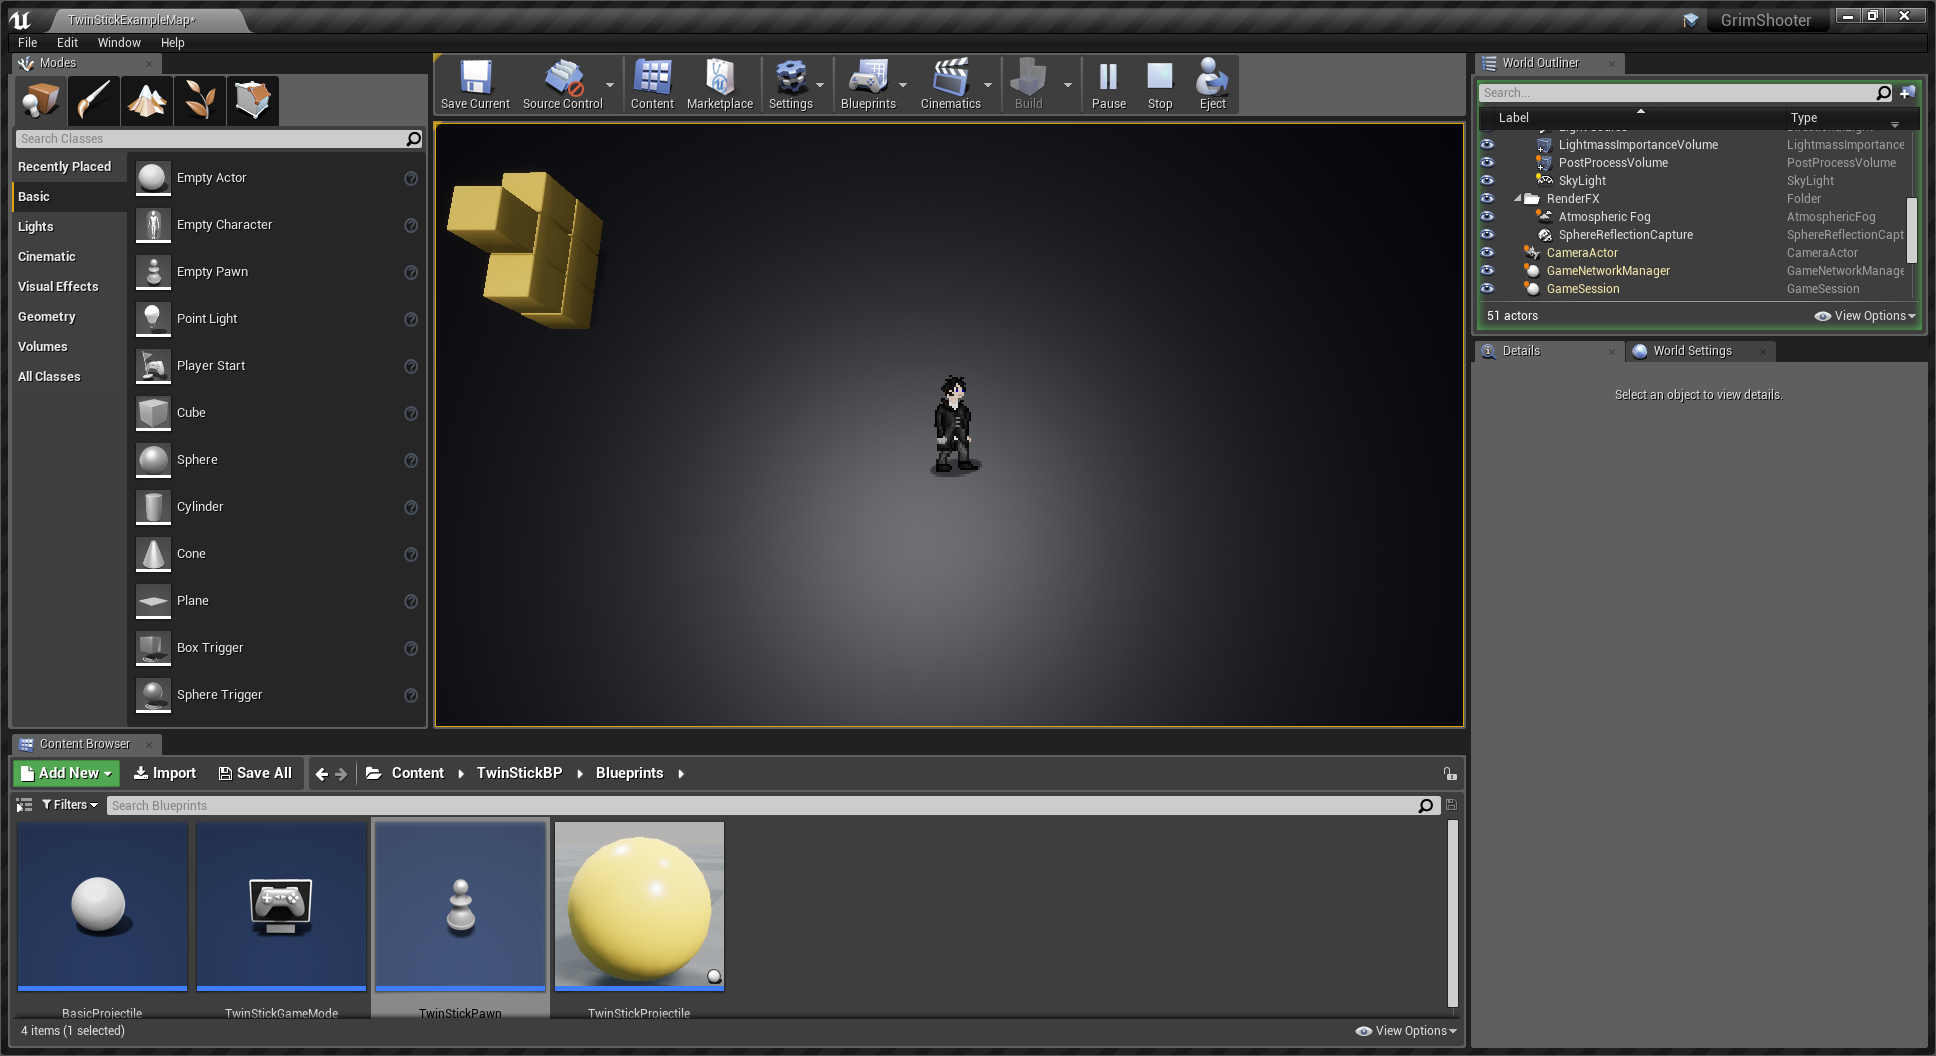 TwinStickExampleMap*
GrimShooter
File Edit Window Help
Modes
Search Classes
Recently Placed
Basic
Lights
Cinematic
Visual Effects
Geometry
Volumes
All Classes
Empty Actor
Empty Character
Empty Pawn
Point Light
Player Start
Cube
Sphere
Cylinder
Cone
Plane
Box Trigger
Sphere Trigger
Save Current Source Control Content Marketplace Settings Blueprints Cinematics Build Pause Stop Eject
World Outliner
Search...
Label Type
LightmassImportanceVolume LightmassImportance
PostProcessVolume PostProcessVolume
SkyLight SkyLight
RenderFX Folder
Atmospheric Fog AtmosphericFog
SphereReflectionCapture SphereReflectionCapt
CameraActor CameraActor
GameNetworkManager GameNetworkManage
GameSession GameSession
51 actors View Options
Details World Settings
Select an object to view details.
Content Browser
Add New Import Save All Content TwinStickBP Blueprints
Filters Search Blueprints
BasicProjectile TwinStickGameMode TwinStickPawn TwinStickProjectile
4 items (1 selected) View Options